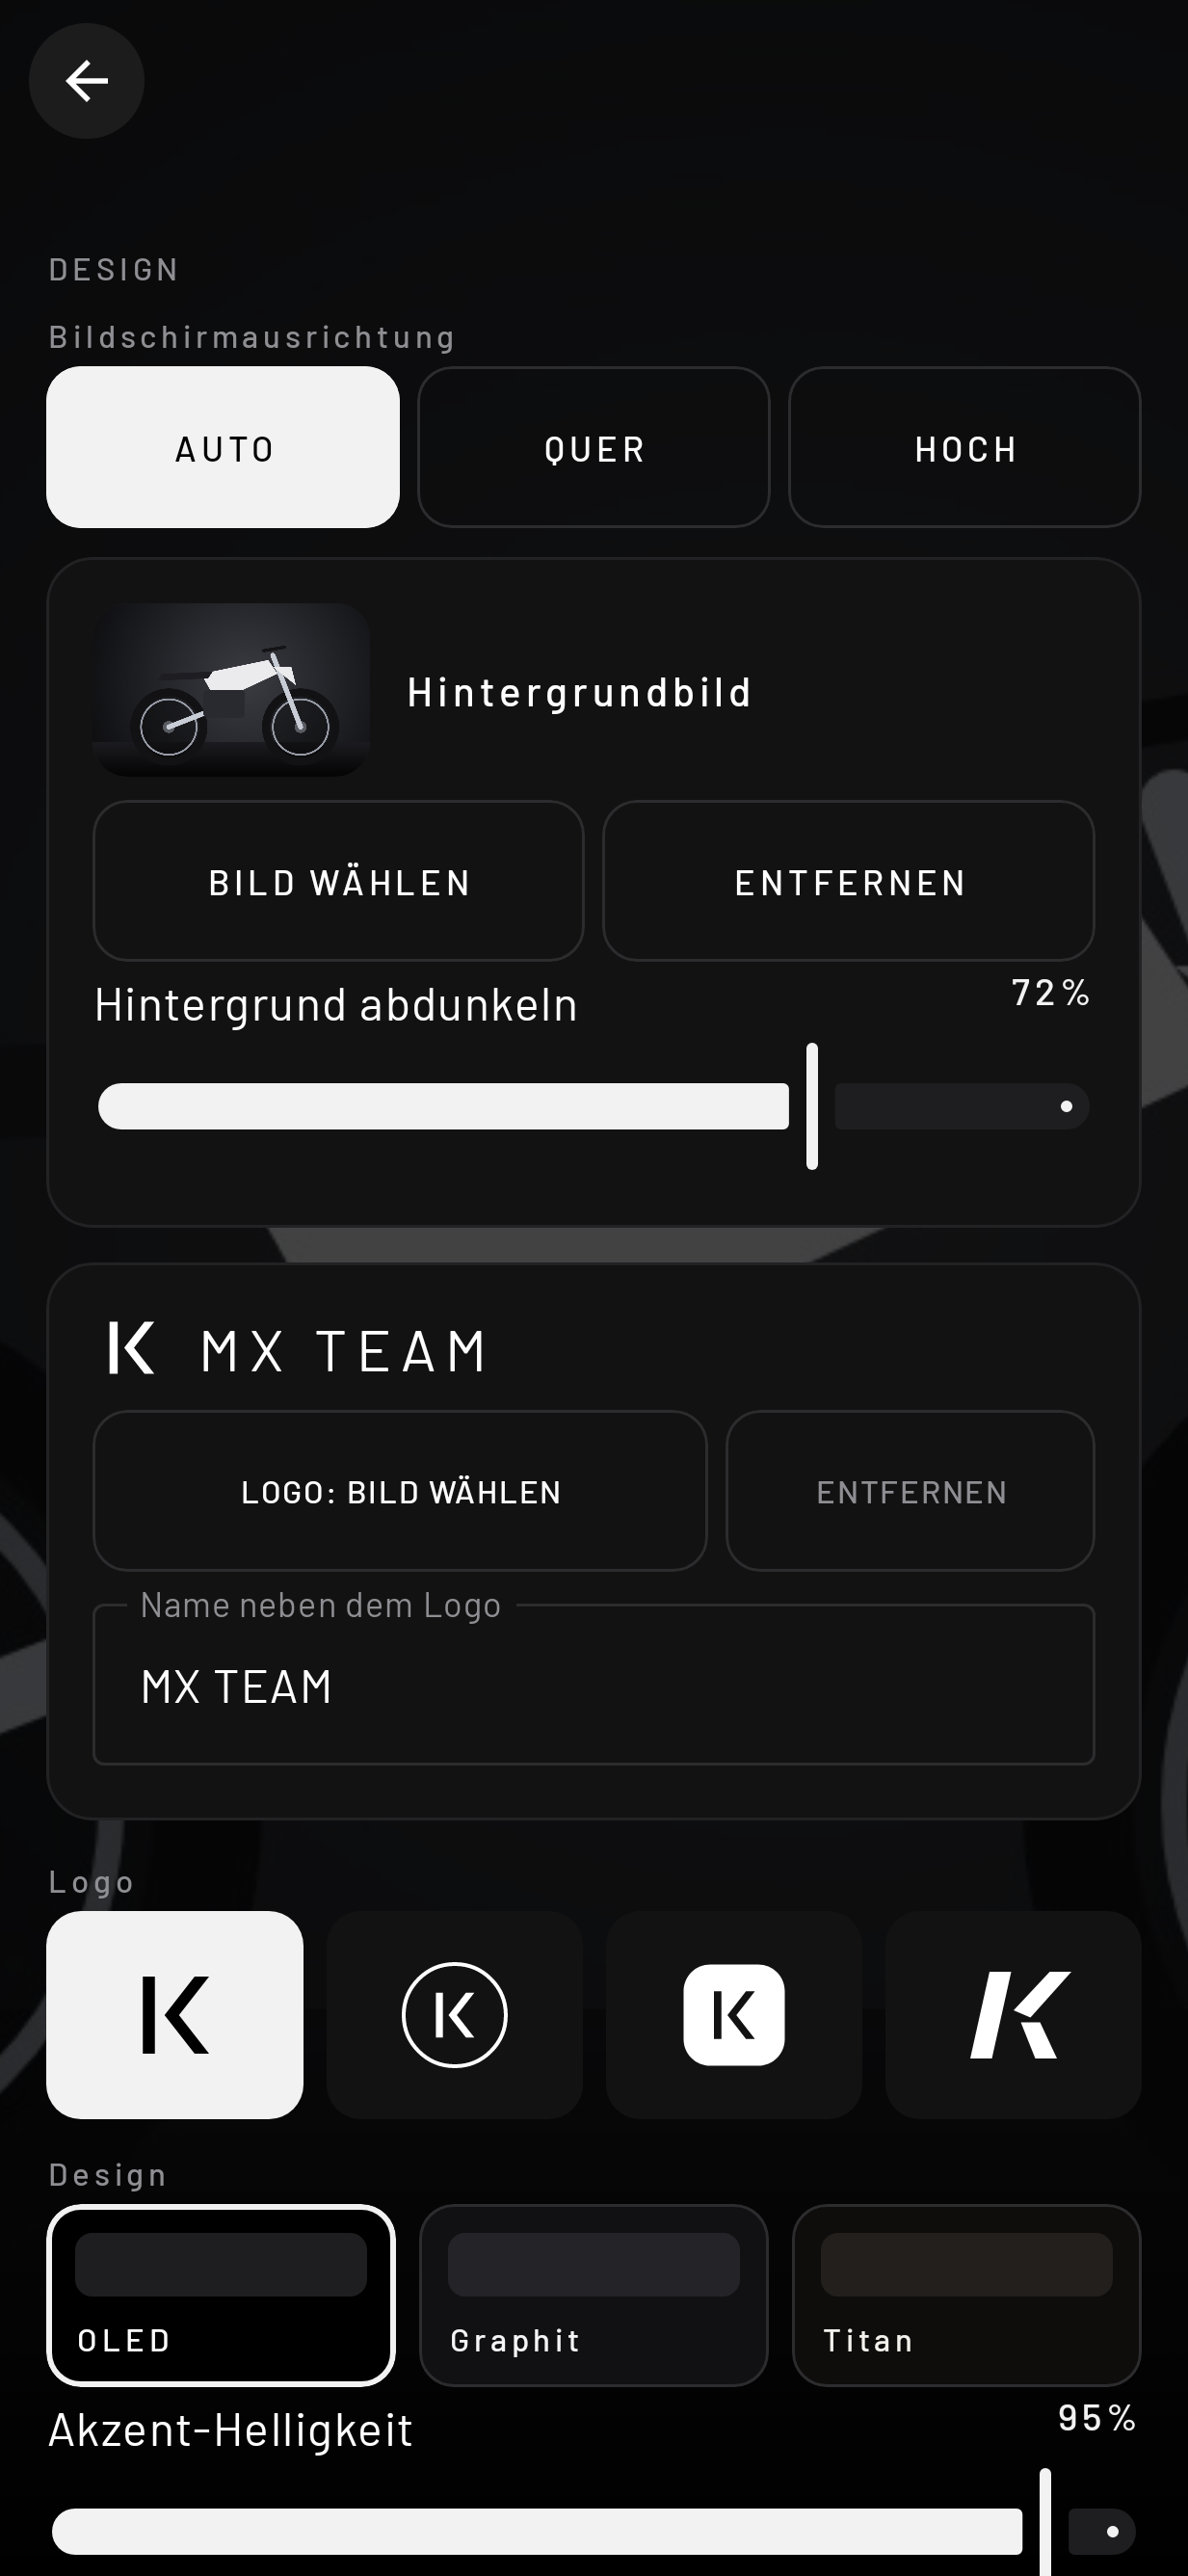 DESIGN
Bildschirmausrichtung
AUTO QUER HOCH
Hintergrundbild
BILD WÄHLEN ENTFERNEN
Hintergrund abdunkeln 72%
MX TEAM
LOGO: BILD WÄHLEN ENTFERNEN
Name neben dem Logo
MX TEAM
Logo
Design
OLED Graphit Titan
Akzent-Helligkeit 95%